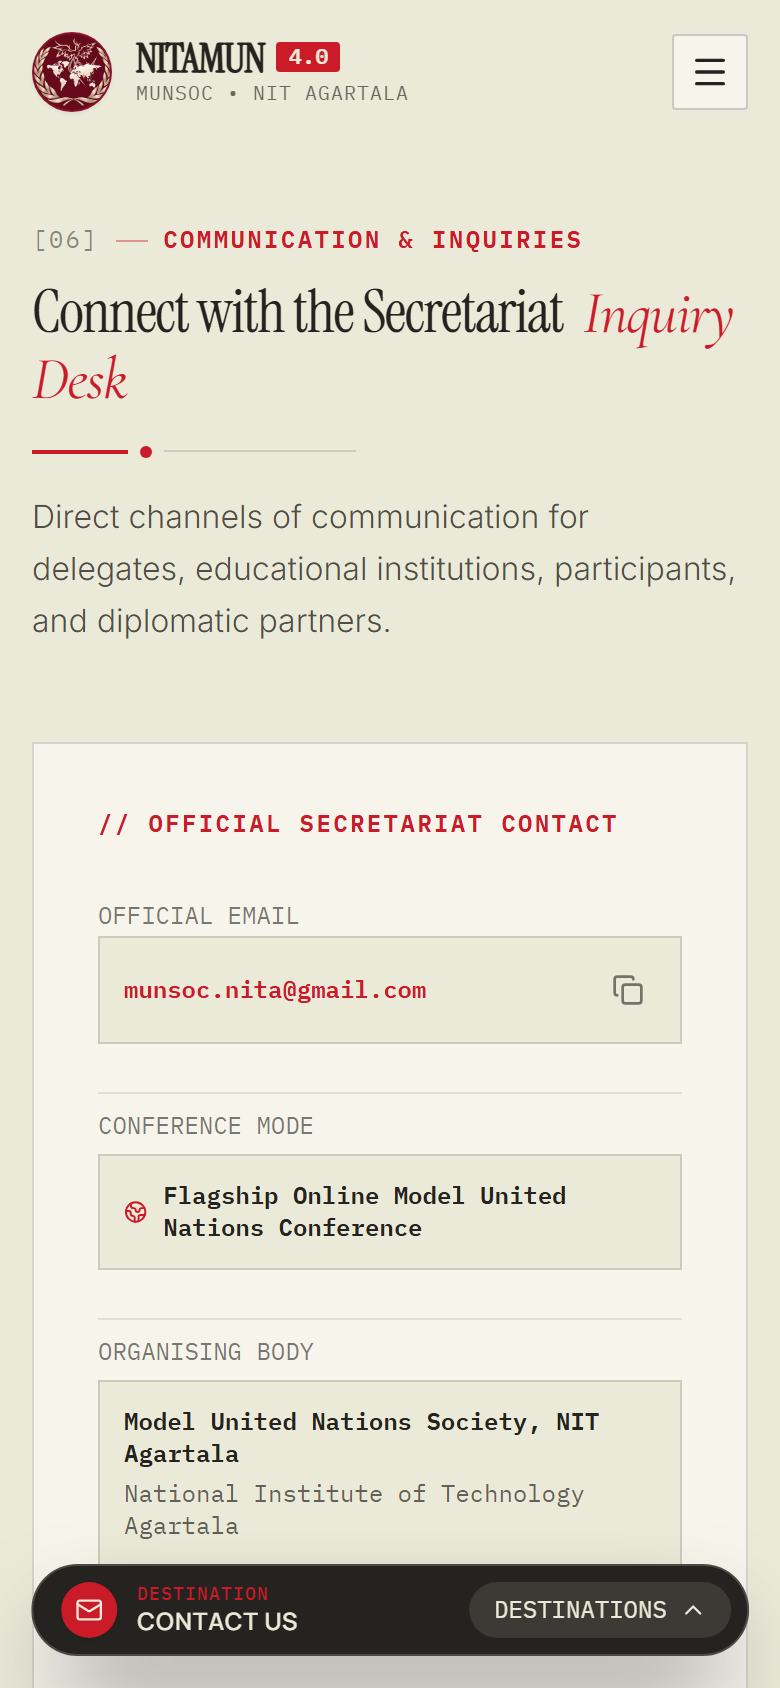 NITAMUN 4.0
MUNSOC • NIT AGARTALA
[06] — COMMUNICATION & INQUIRIES
Connect with the Secretariat Inquiry
Desk
Direct channels of communication for
delegates, educational institutions, participants,
and diplomatic partners.
// OFFICIAL SECRETARIAT CONTACT
OFFICIAL EMAIL
munsoc.nita@gmail.com
CONFERENCE MODE
Flagship Online Model United
Nations Conference
ORGANISING BODY
Model United Nations Society, NIT
Agartala
National Institute of Technology
Agartala
DESTINATION
CONTACT US
DESTINATIONS